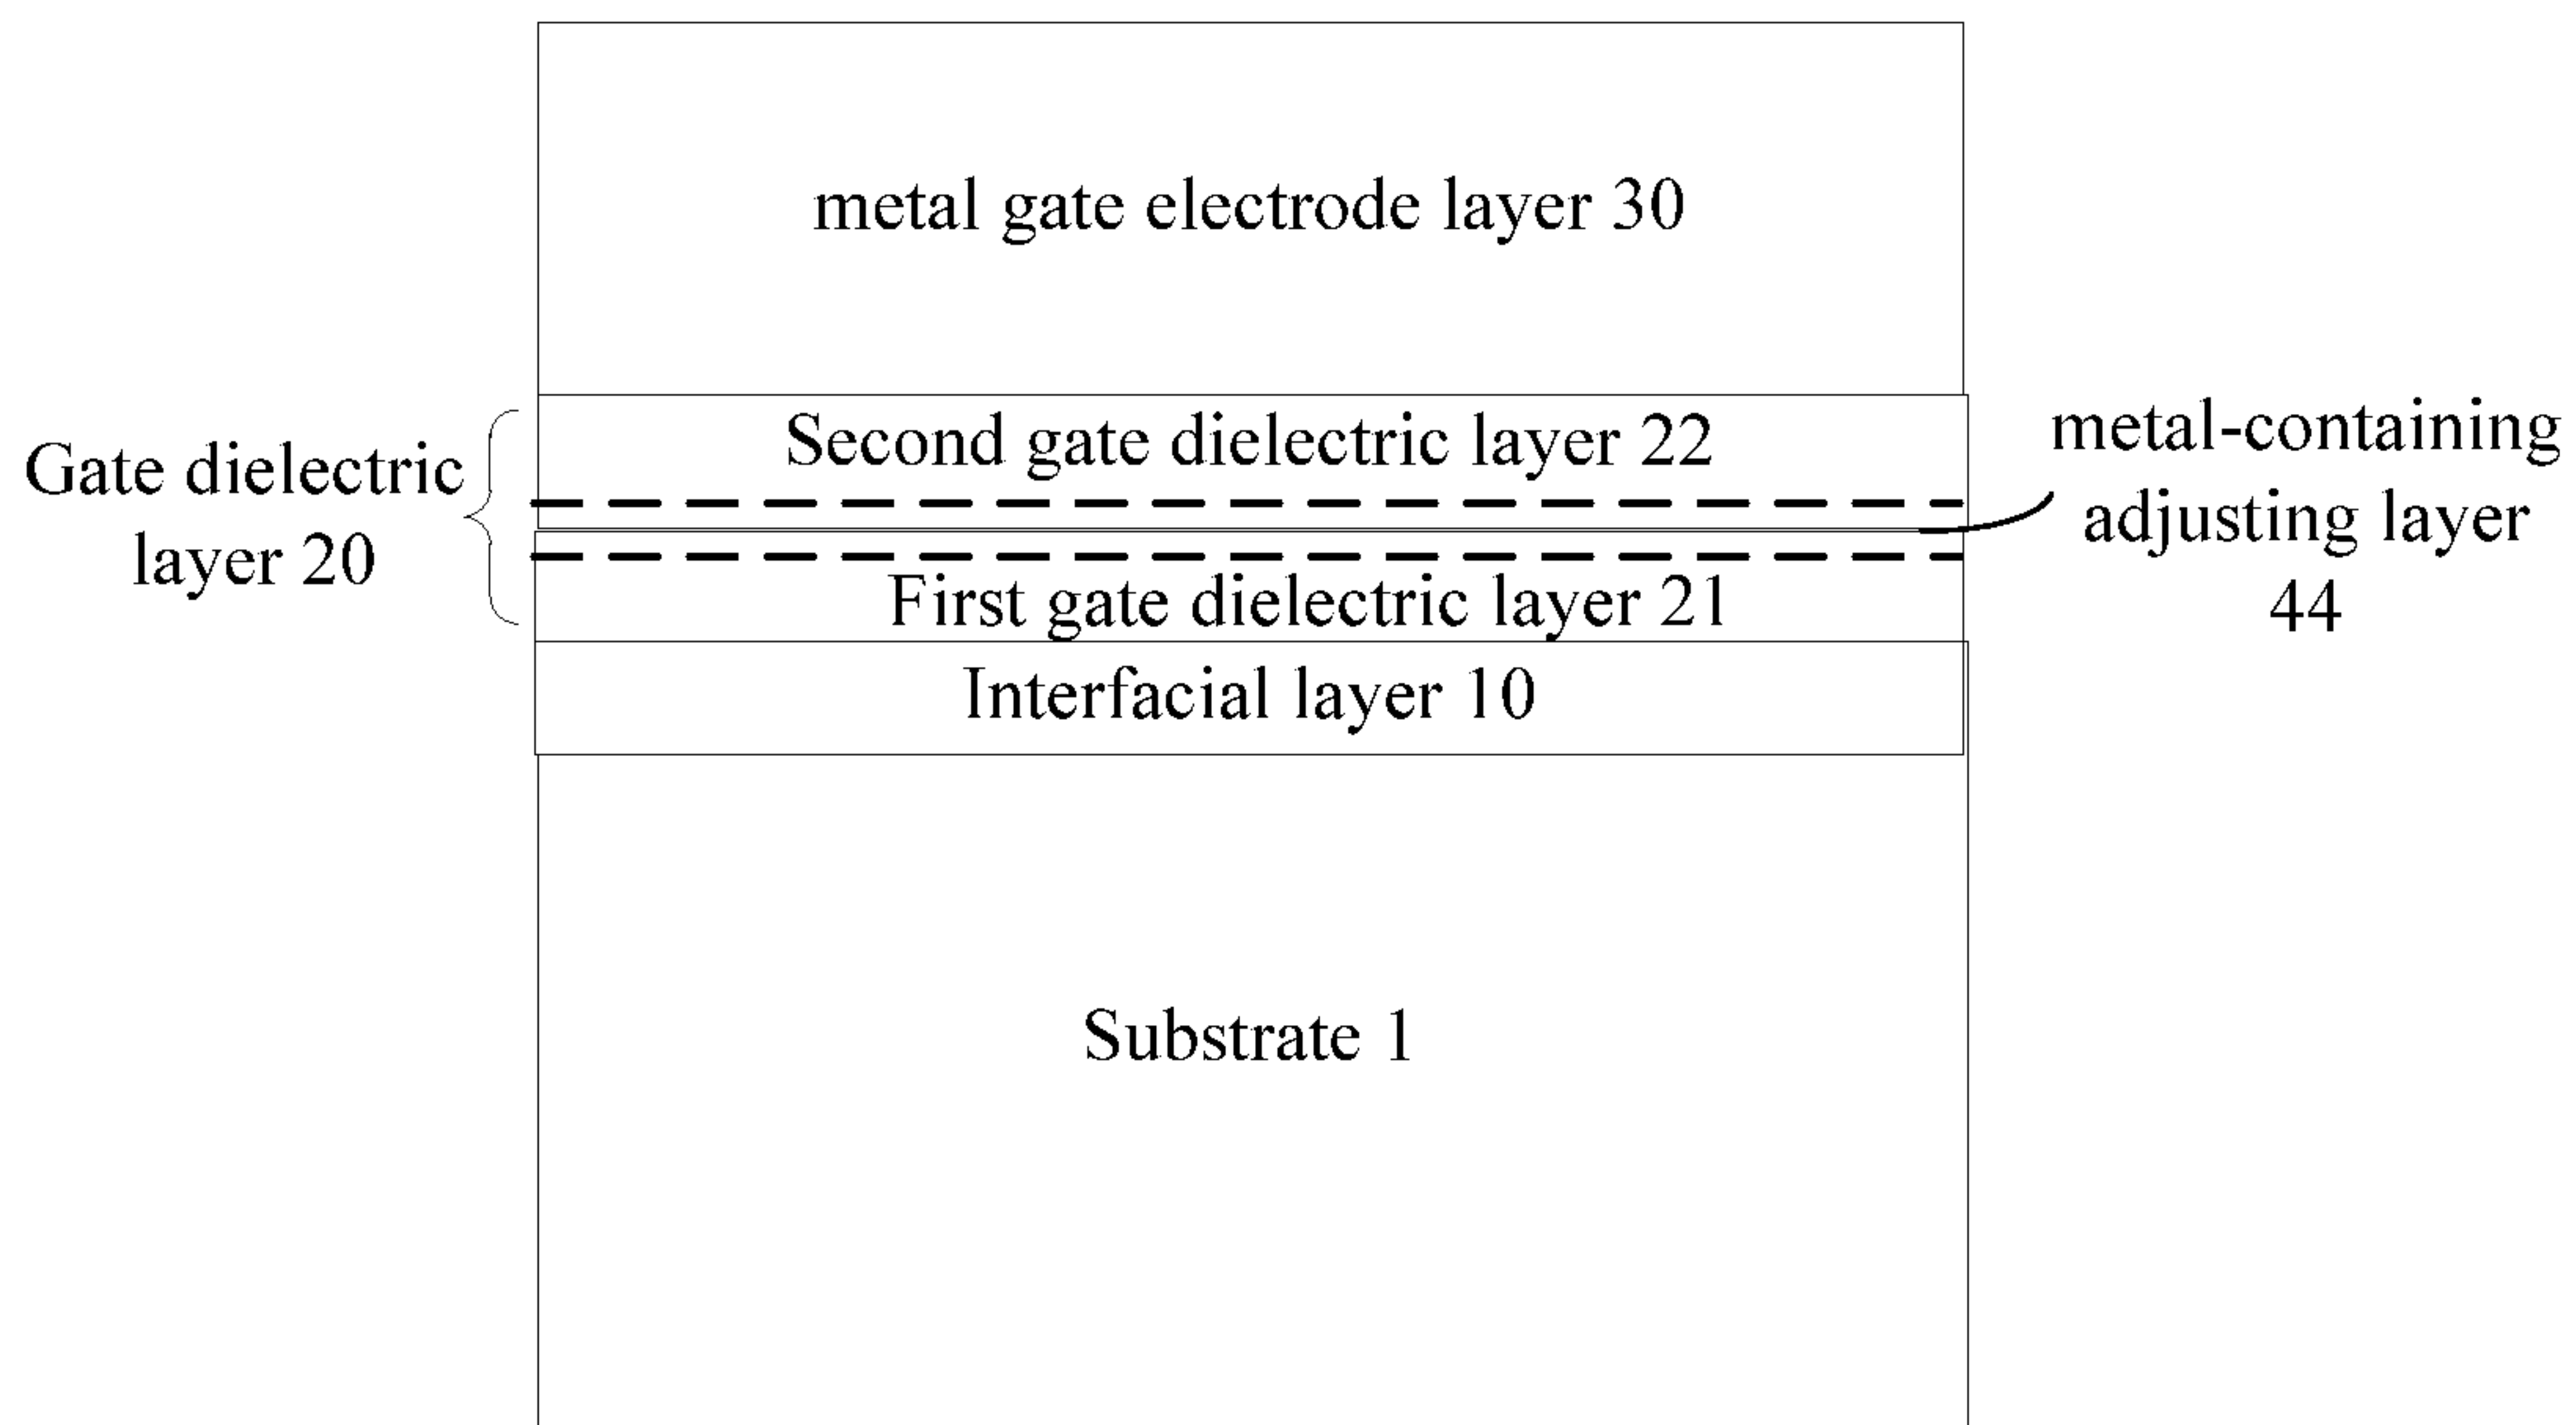 metal gate electrode layer 30
Second gate dielectric layer 22
Gate dielectric
layer 20
metal-containing
adjusting layer
44
First gate dielectric layer 21
Interfacial layer 10
Substrate 1